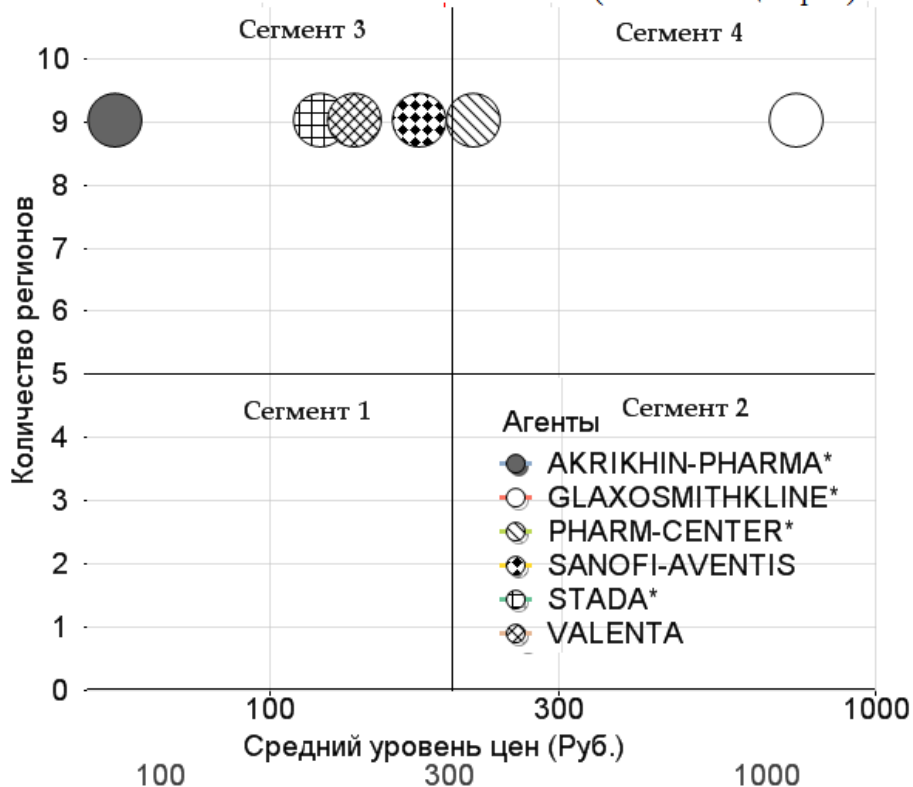 Сегмент 3
Сегмент 4
10
9
8
7
6
5
4
3
2
1
0
Количество регионов
Сегмент 1
Сегмент 2
Агенты
AKRIKHIN-PHARMA*
GLAXOSMITHKLINE*
PHARM-CENTER*
SANOFI-AVENTIS
STADA*
VALENTA
100 300 1000
Средний уровень цен (Руб.)
100 300 1000